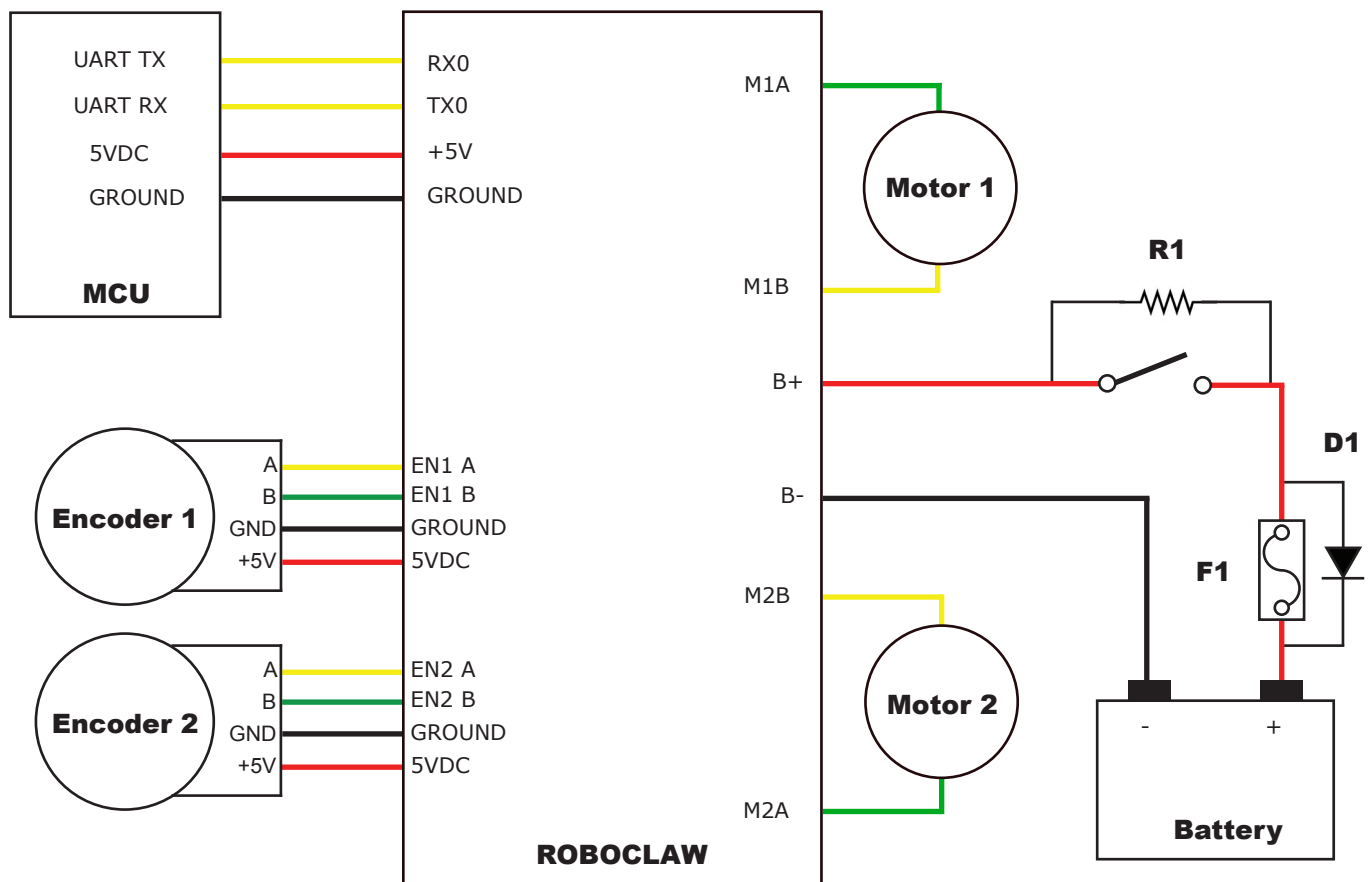 UART TX
UART RX
5VDC
GROUND
MCU
RX0
TX0
+5V
GROUND
M1A
Motor 1
M1B
R1
B+
D1
B-
F1
A
B
GND
+5V
Encoder 1
EN1 A
EN1 B
GROUND
5VDC
A
B
GND
+5V
Encoder 2
EN2 A
EN2 B
GROUND
5VDC
M2B
Motor 2
M2A
- +
Battery
ROBOCLAW